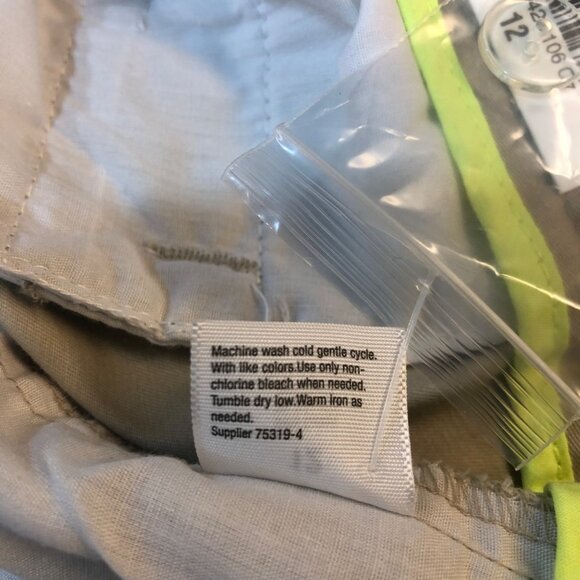 12
106
Machine wash cold gentle cycle.
With like colors.Use only non-
chlorine bleach when needed.
Tumble dry low.Warm iron as
needed.
Supplier 75319-4